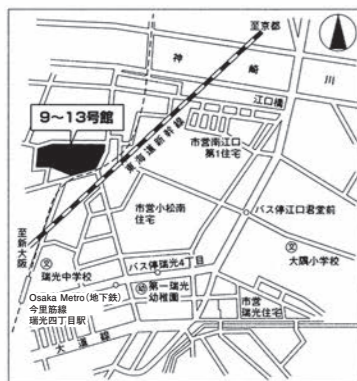 至京都
神崎川
江口橋
9～13号館
東海道新幹線
市営南江口
第1住宅
市営小松南
住宅
バス停江口君堂前
至新大阪
文
大隅小学校
文
瑞光中学校
バス停瑞光4丁目
幼
第一瑞光
幼稚園
市営
瑞光住宅
Osaka Metro(地下鉄)
今里筋線
瑞光四丁目駅
大道線